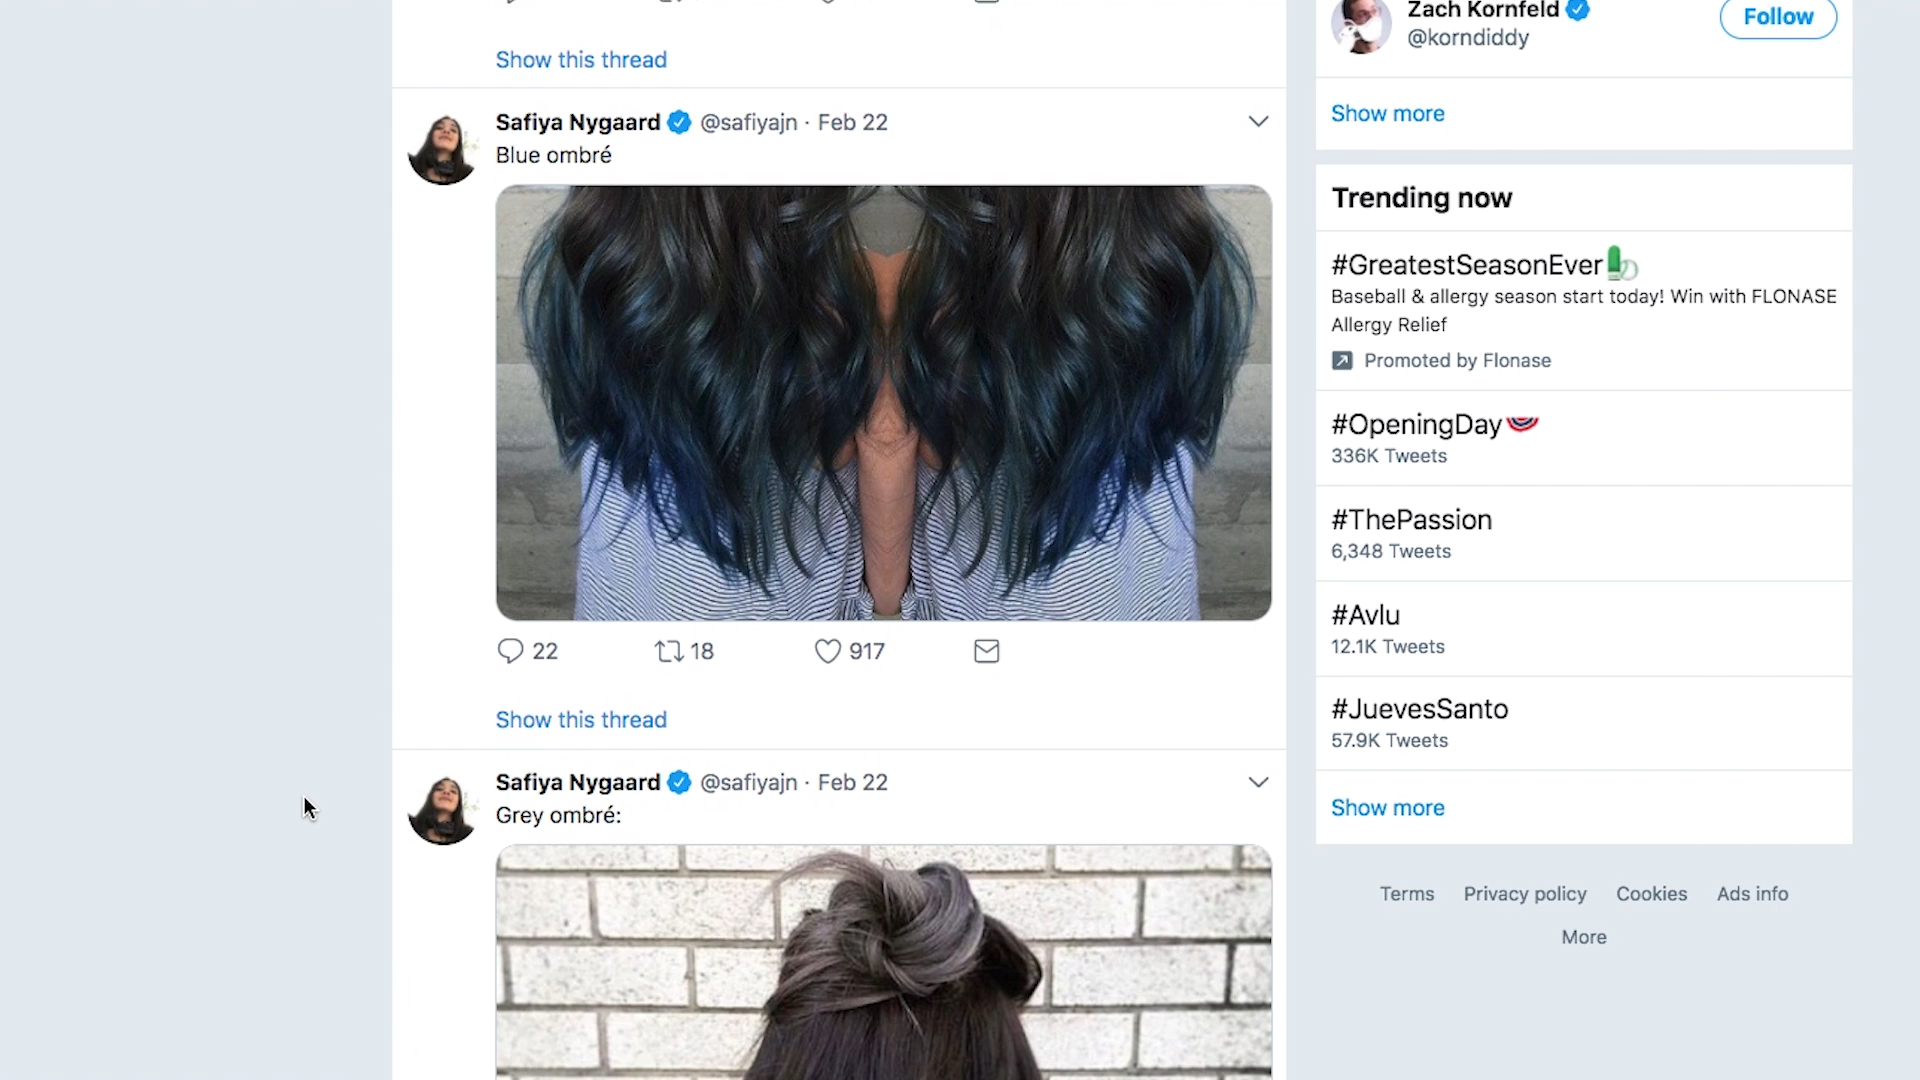 Show this thread
Safiya Nygaard @safiyajn · Feb 22
Blue ombré
22 18 917
Show this thread
Safiya Nygaard @safiyajn · Feb 22
Grey ombré:
Zach Kornfeld
@korndiddy
Follow
Show more
Trending now
#GreatestSeasonEver
Baseball & allergy season start today! Win with FLONASE
Allergy Relief
Promoted by Flonase
#OpeningDay
336K Tweets
#ThePassion
6,348 Tweets
#Avlu
12.1K Tweets
#JuevesSanto
57.9K Tweets
Show more
Terms Privacy policy Cookies Ads info
More